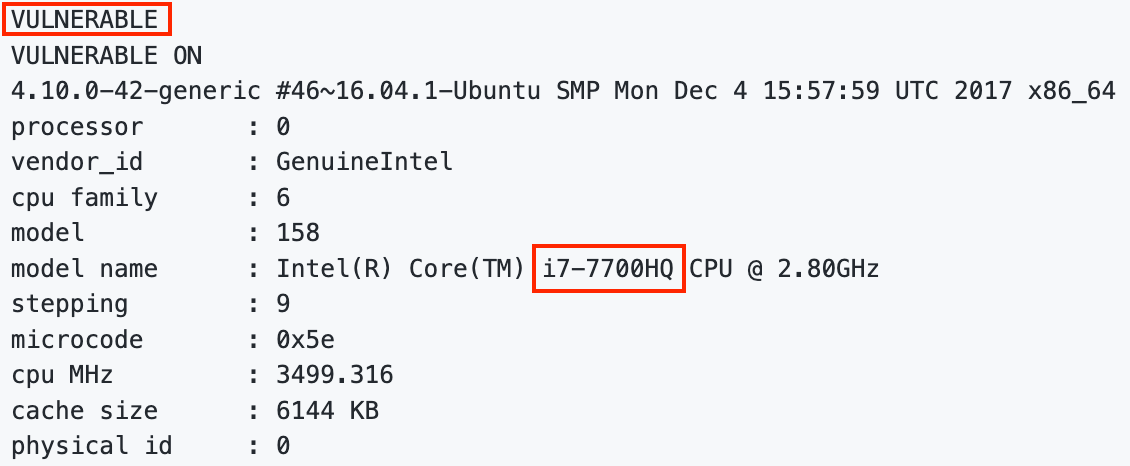 VULNERABLE
VULNERABLE ON
4.10.0-42-generic #46~16.04.1-Ubuntu SMP Mon Dec 4 15:57:59 UTC 2017 x86_64
processor : 0
vendor_id : GenuineIntel
cpu family : 6
model : 158
model name : Intel(R) Core(TM) i7-7700HQ CPU @ 2.80GHz
stepping : 9
microcode : 0x5e
cpu MHz : 3499.316
cache size : 6144 KB
physical id : 0